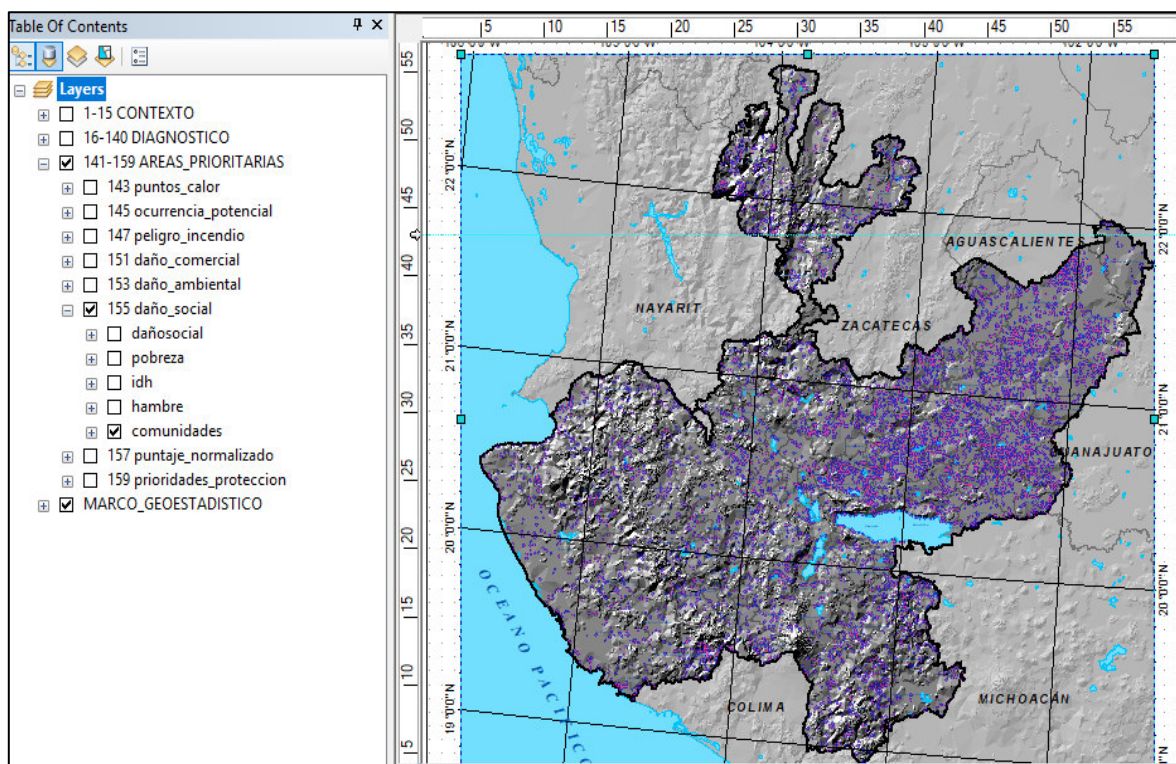 Table Of Contents
Layers
1-15 CONTEXTO
16-140 DIAGNOSTICO
141-159 AREAS_PRIORITARIAS
143 puntos_calor
145 ocurrencia_potencial
147 peligro_incendio
151 daño_comercial
153 daño_ambiental
155 daño_social
dañosocial
pobreza
idh
hambre
comunidades
157 puntaje_normalizado
159 prioridades_proteccion
MARCO_GEOESTADISTICO
5 10 15 20 25 30 35 40 45 50 55
55
50
45
40
35
30
25
20
15
10
15
22°0'0"N
21°0'0"N
20°0'0"N
19°0'0"N
22°0'0"N
21°0'0"N
20°0'0"N
AGUASCALIENTES
NAYARIT
ZACATECAS
GUANAJUATO
OCEANO PACIFICO
COLIMA
MICHOACÁN